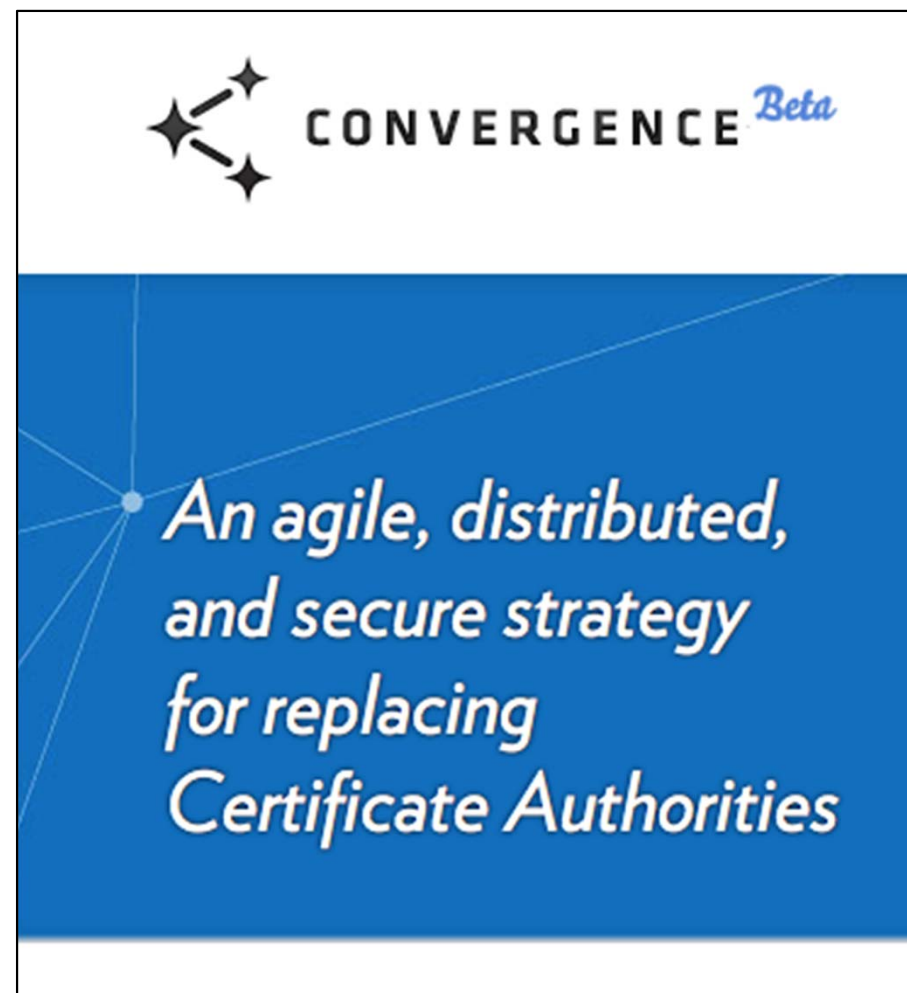 CONVERGENCE Beta
An agile, distributed,
and secure strategy
for replacing
Certificate Authorities